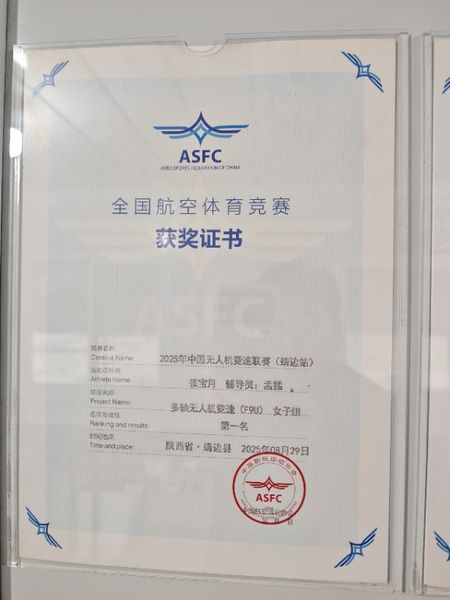 ASFC
AERO SPORTS FEDERATION OF CHINA
全国航空体育竞赛
获奖证书
ASFC
竞赛名称
Contest Name: 2025年中国无人机竞速联赛（靖边站）
运动员姓名
Athlete Name 张宝月 辅导员：孟猛
项目名称
Project Name: 多轴无人机竞速（F9U） 女子组
名次与成绩
Ranking and results: 第一名
时间地点
Time and place: 陕西省·靖边县 2025年08月29日
ASFC